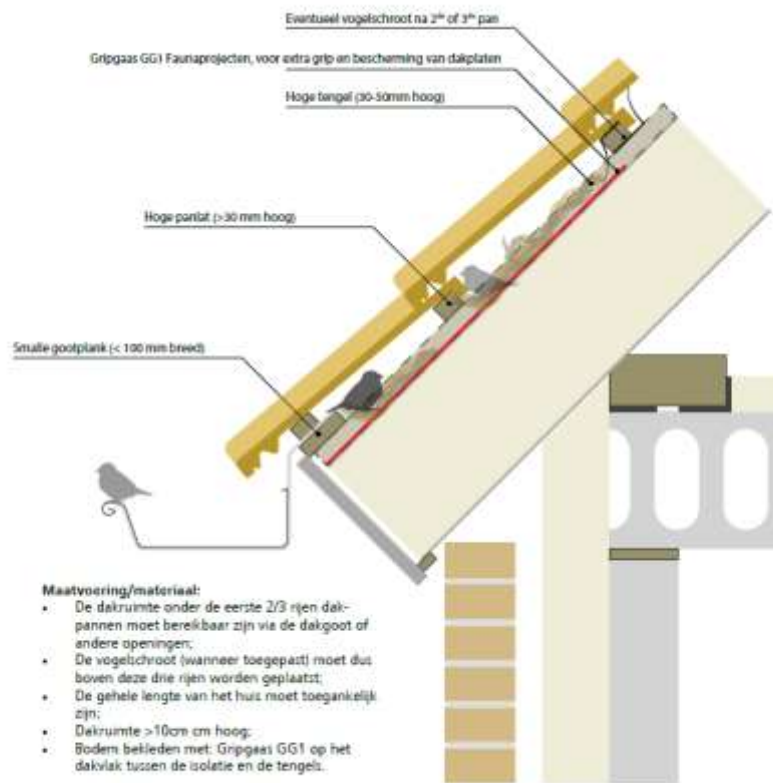 Eventueel vogelschroot na 2de of 3de pan
Gripgaas GG1 Faunaprojecten, voor extra grip en bescherming van dakplaten
Hoge tengel (30-50mm hoog)
Hoge panlat (>30 mm hoog)
Smalle gootplank (< 100 mm breed)
Maatvoering/materiaal:
• De dakruimte onder de eerste 2/3 rijen dak-
pannen moet bereikbaar zijn via de dakgoot of
andere openingen;
• De vogelschroot (wanneer toegepast) moet dus
boven deze drie rijen worden geplaatst;
• De gehele lengte van het huis moet toegankelijk
zijn;
• Dakruimte >10cm cm hoog;
• Bodem bekleden met: Gripgaas GG1 op het
dakvlak tussen de isolatie en de tengels.